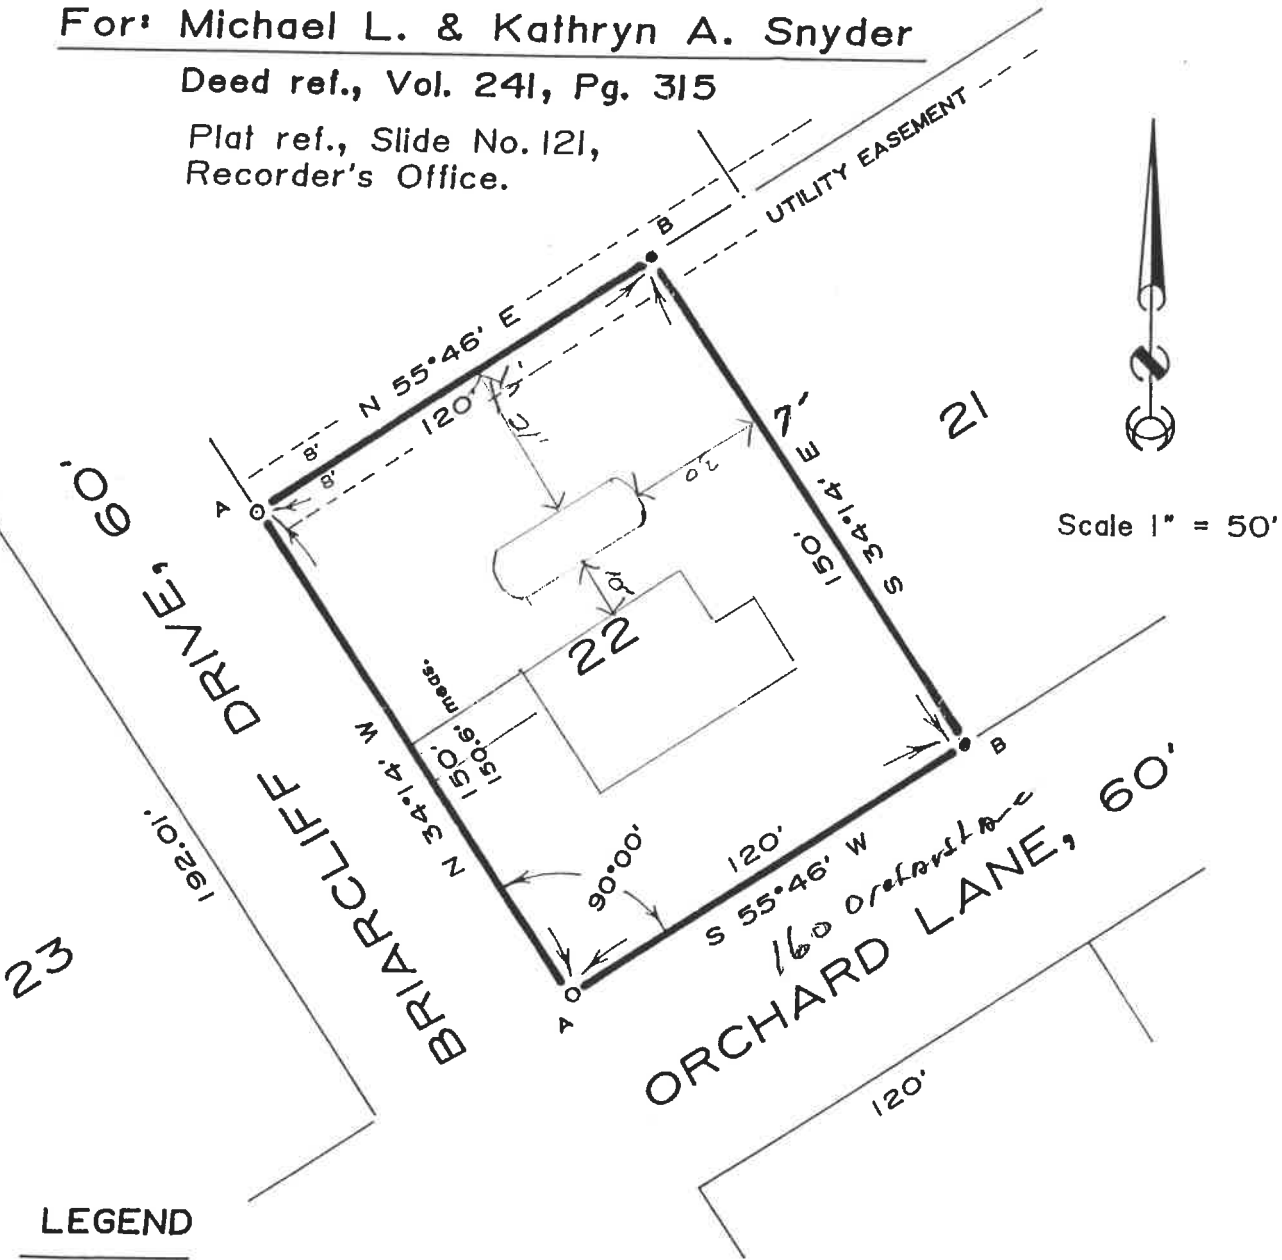 For: Michael L. & Kathryn A. Snyder
Deed ref., Vol. 241, Pg. 315
Plat ref., Slide No. 121,
Recorder's Office.
UTILITY EASEMENT
B
N 55°46' E
120'
8'
8'
A
60'
7'
20'
21
S 34°14' E
150'
Scale 1" = 50'
BRIARCLIFF DRIVE,
22
N 34°14' W
150'
150.6' meas.
192.01'
23
90°00'
120'
S 55°46' W
B
A
160
ORCHARD LANE, 60'
120'
LEGEND